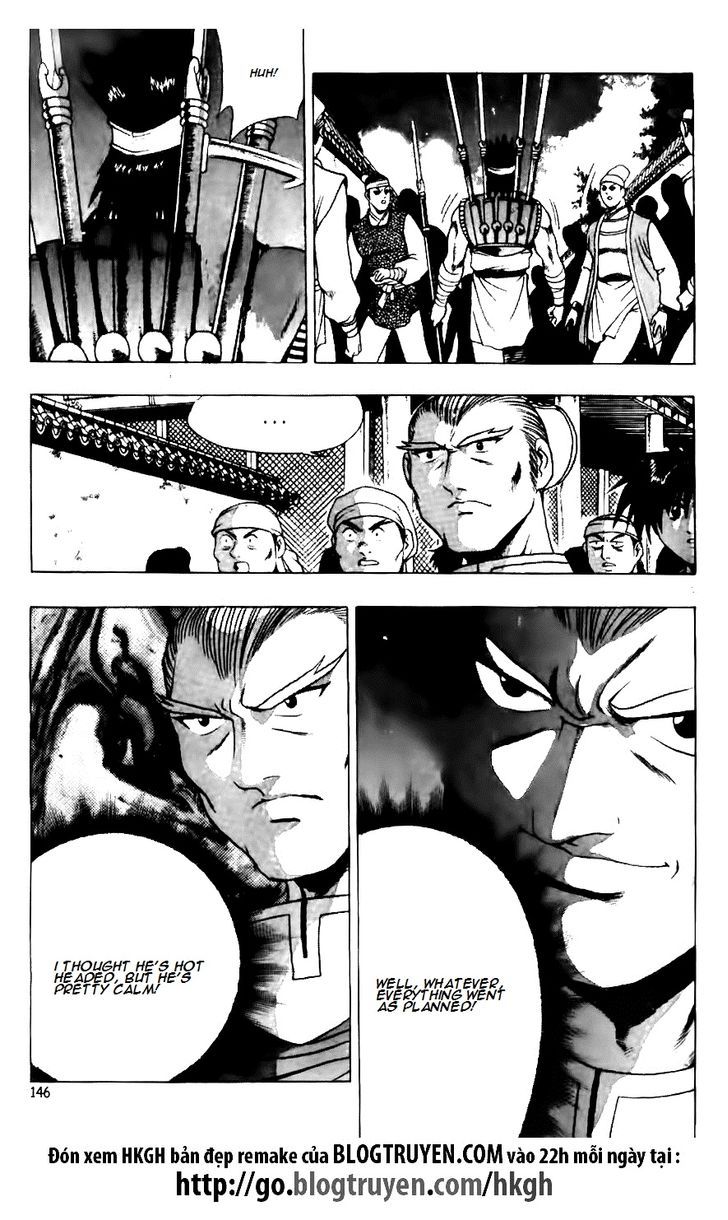 HUH!
...
I THOUGHT HE'S HOT
HEADED, BUT HE'S
PRETTY CALM!
WELL, WHATEVER,
EVERYTHING WENT
AS PLANNED!
146
Đón xem HKGH bản đẹp remake của BLOGTRUYEN.COM vào 22h mỗi ngày tại :
http://go.blogtruyen.com/hkgh